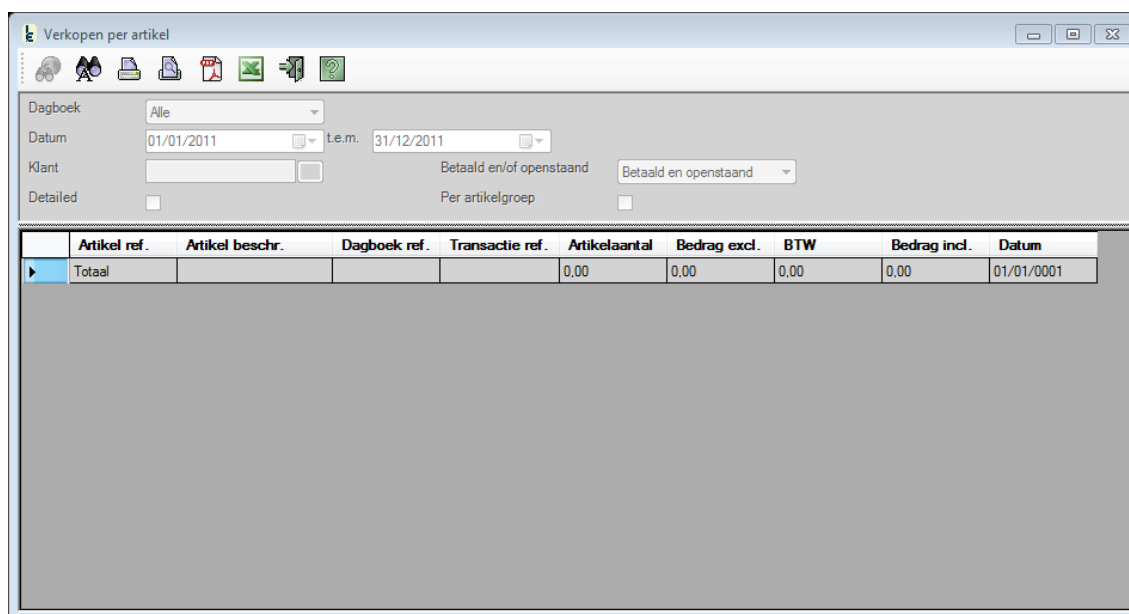 Verkopen per artikel
Dagboek Alle
Datum 01/01/2011 t.e.m. 31/12/2011
Klant Betaald en/of openstaand Betaald en openstaand
Detailed Per artikelgroep
Artikel ref. Artikel beschr. Dagboek ref. Transactie ref. Artikelaantal Bedrag excl. BTW Bedrag incl. Datum
Totaal 0,00 0,00 0,00 0,00 01/01/0001